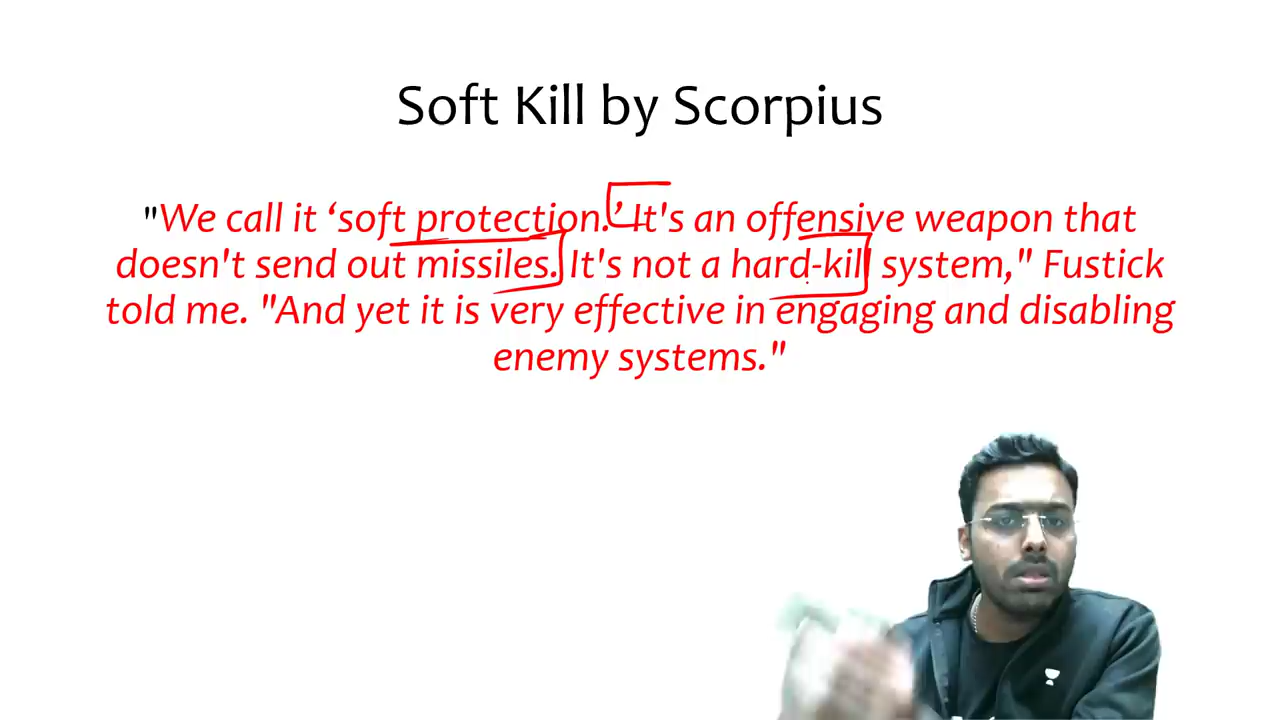 Soft Kill by Scorpius
"We call it ‘soft protection.’ It's an offensive weapon that
doesn't send out missiles. It's not a hard-kill system," Fustick
told me. "And yet it is very effective in engaging and disabling
enemy systems."